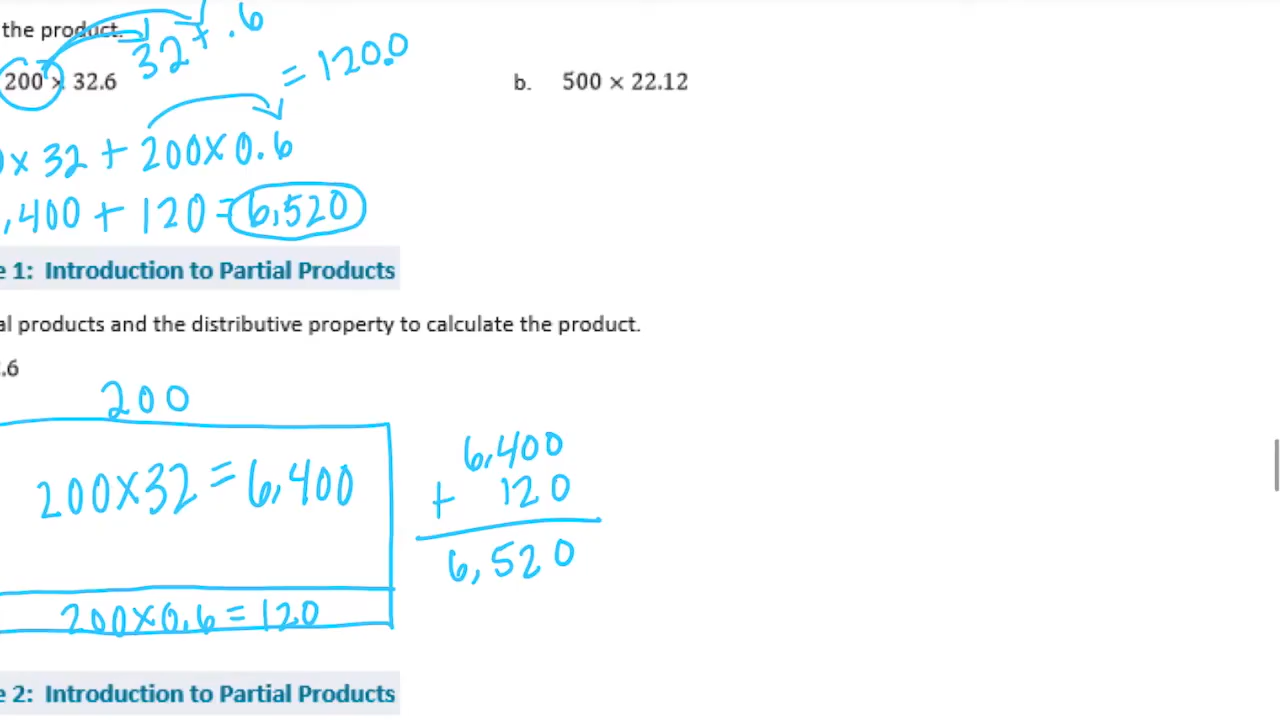 the product.
32 + .6
= 120.0
200 × 32.6
b. 500 × 22.12
× 32 + 200 × 0.6
,400 + 120 = 6,520
1: Introduction to Partial Products
products and the distributive property to calculate the product.
.6
200
200 × 32 = 6,400
6,400
+ 120
6,520
200 × 0.6 = 120
2: Introduction to Partial Products